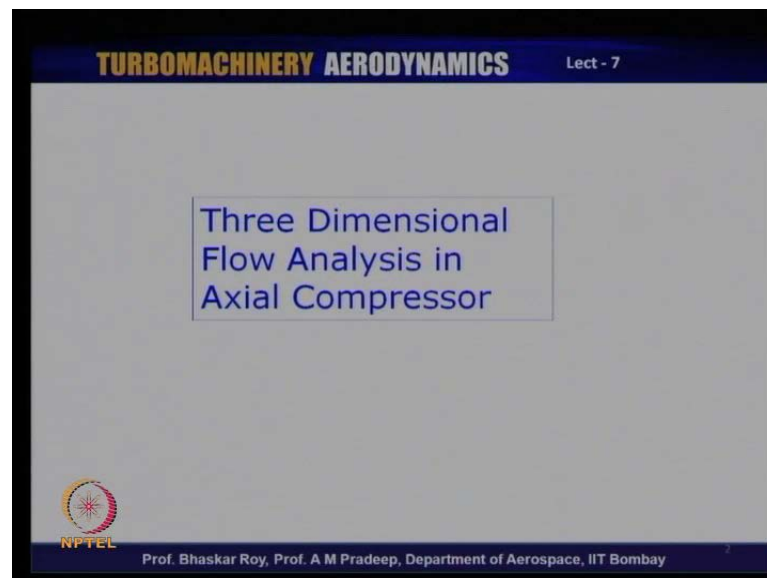 TURBOMACHINERY AERODYNAMICS Lect - 7
Three Dimensional
Flow Analysis in
Axial Compressor
NPTEL
Prof. Bhaskar Roy, Prof. A M Pradeep, Department of Aerospace, IIT Bombay
2